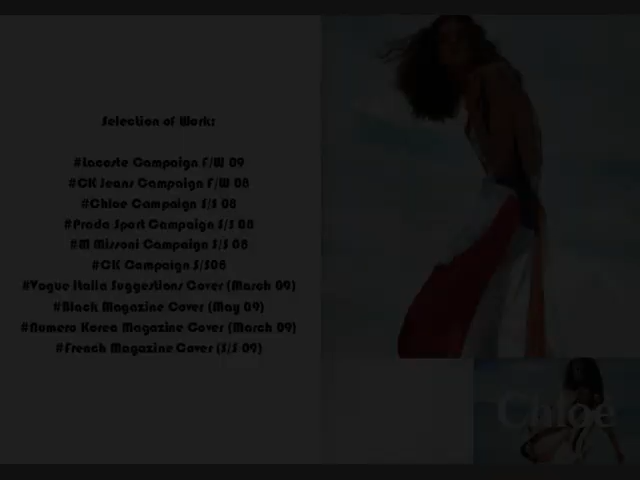 Selection of Work:
#Lacoste Campaign F/W 09
#CK Jeans Campaign F/W 08
#Chloe Campaign S/S 08
#Prada Sport Campaign S/S 08
#M Missoni Campaign S/S 08
#CK Campaign S/S08
#Vogue Italia Suggestions Cover (March 09)
#Black Magazine Cover (May 09)
#Numero Korea Magazine Cover (March 09)
#French Magazine Cover (S/S 09)
Chloé